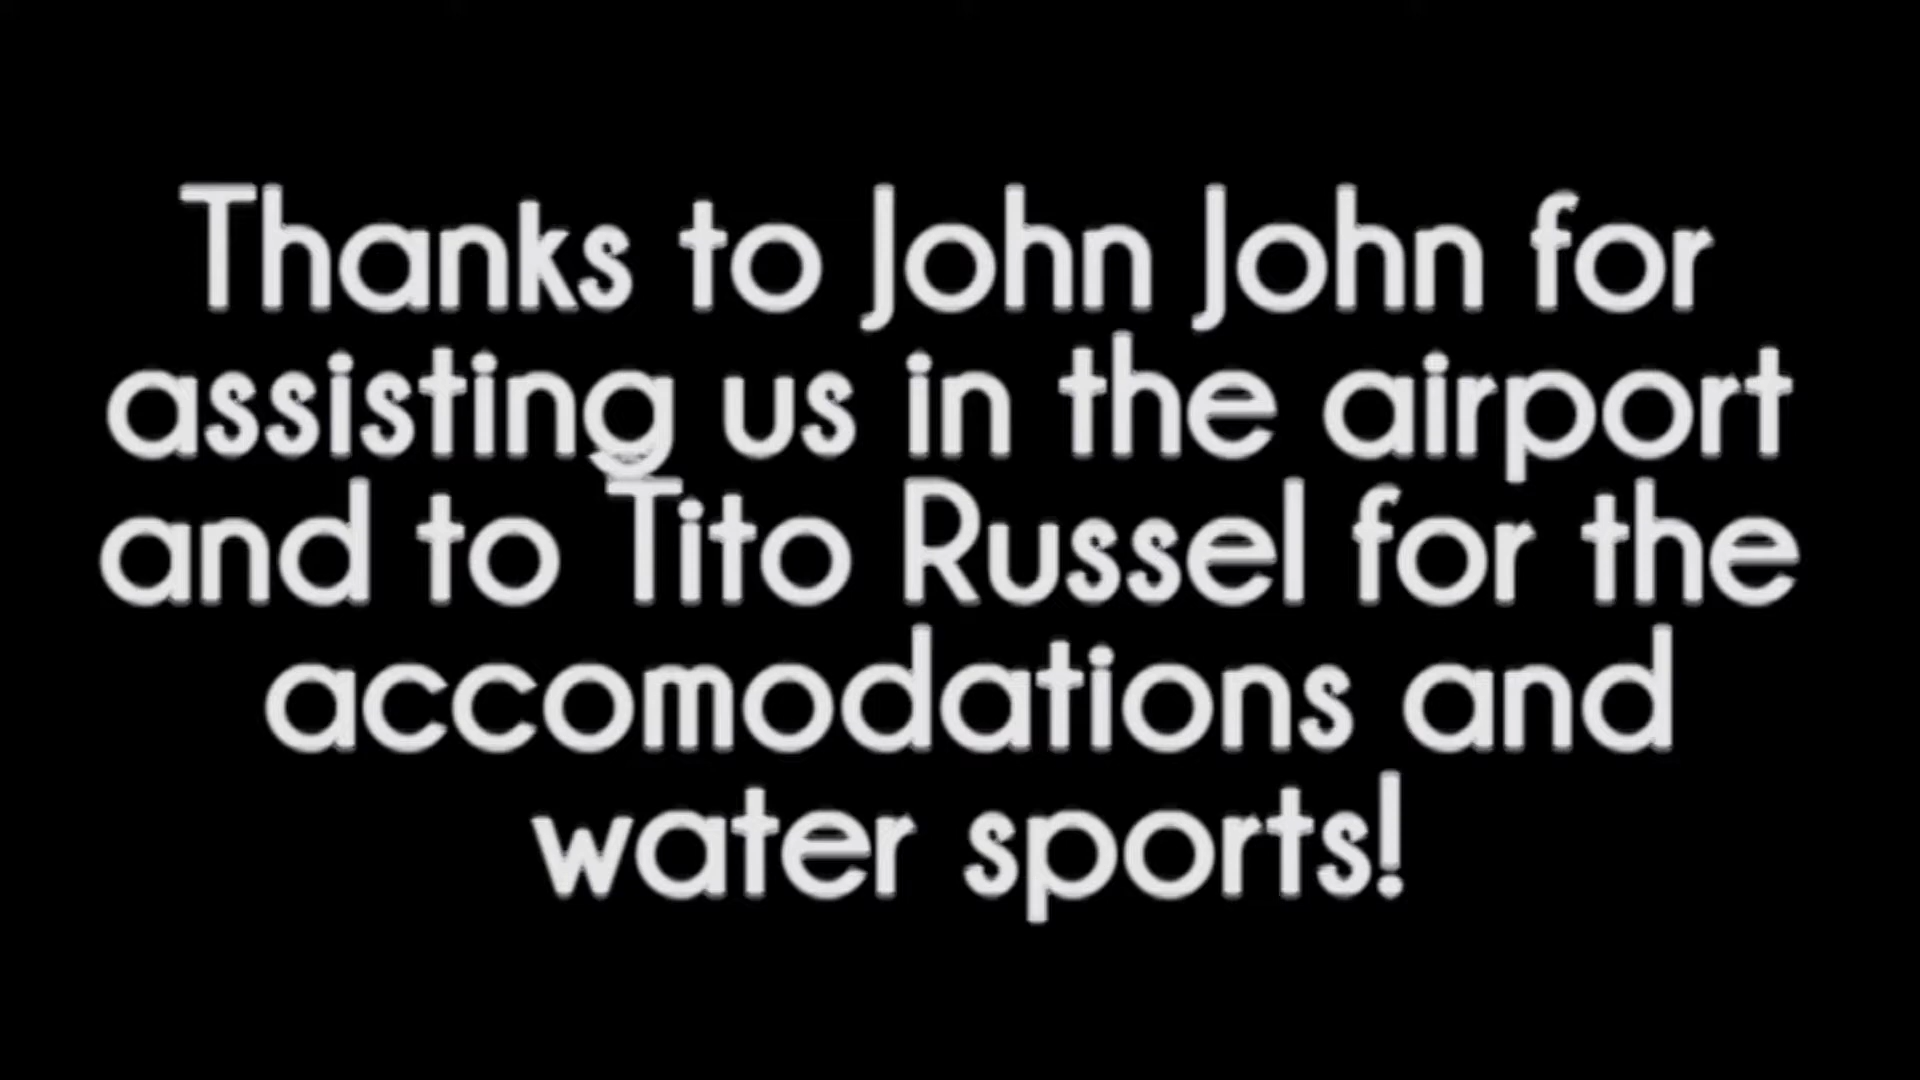 Thanks to John John for
assisting us in the airport
and to Tito Russel for the
accomodations and
water sports!